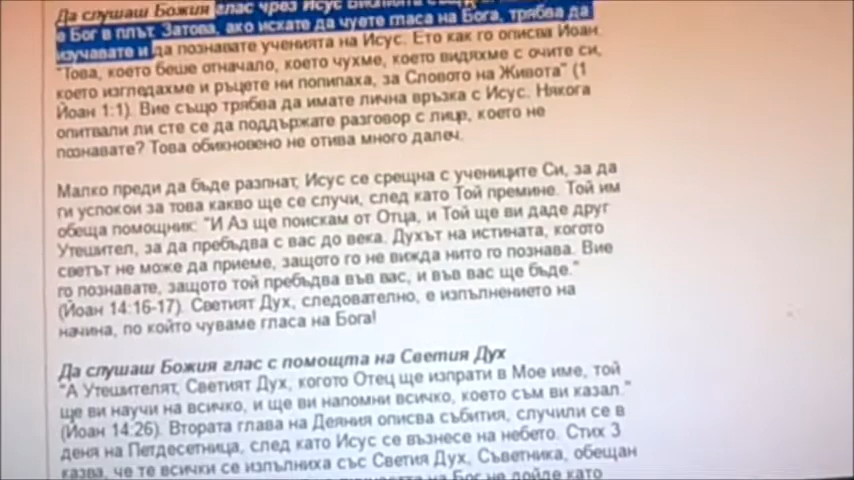 Да слушаш Божия глас чрез Исус
е Бог в плът. Затова, ако искате да чуете гласа на Бога, трябва да
изучавате и да познавате ученията на Исус. Ето как го описва Йоан.
"Това, което беше отначало, което чухме, което видяхме с очите си,
което изгледахме и ръцете ни попипаха, за Словото на Живота" (1
Йоан 1:1). Вие също трябва да имате лична връзка с Исус. Някога
опитвали ли сте се да поддържате разговор с лице, което не
познавате? Това обикновено не отива много далеч.
Малко преди да бъде разпнат, Исус се срещна с учениците Си, за да
ги успокои за това какво ще се случи, след като Той премине. Той им
обеща помощник: "И Аз ще поискам от Отца, и Той ще ви даде друг
Утешител, за да пребъдва с вас до века. Духът на истината, когото
светът не може да приеме, защото го не вижда нито го познава. Вие
го познавате, защото той пребъдва във вас, и във вас ще бъде."
(Йоан 14:16-17). Светият Дух, следователно, е изпълнението на
начина, по който чуваме гласа на Бога!
Да слушаш Божия глас с помощта на Светия Дух
"А Утешителят, Светият Дух, когото Отец ще изпрати в Мое име, той
ще ви научи на всичко, и ще ви напомни всичко, което съм ви казал."
(Йоан 14:26). Втората глава на Деяния описва събития, случили се в
деня на Петдесетница, след като Исус се възнесе на небето. Стих 3
казва, че те всички се изпълниха със Светия Дух, Съветника, обещан
на Бог не дойде като